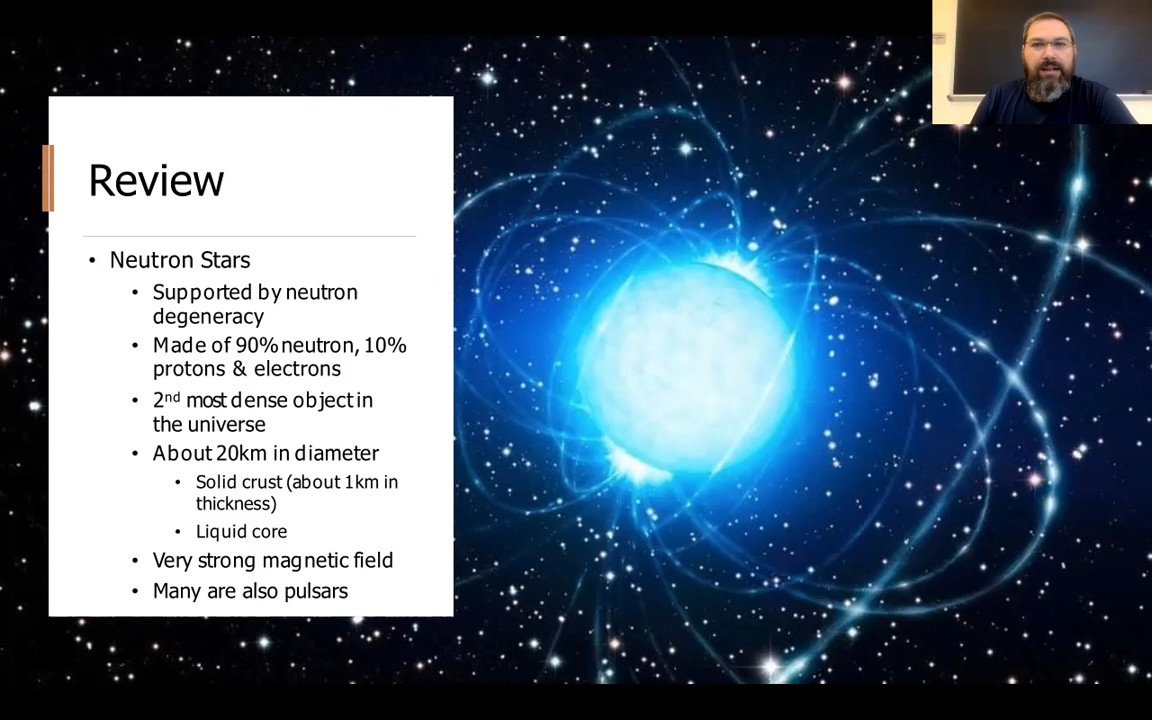 Review
• Neutron Stars
• Supported by neutron
degeneracy
• Made of 90% neutron, 10%
protons & electrons
• 2nd most dense object in
the universe
• About 20km in diameter
• Solid crust (about 1km in
thickness)
• Liquid core
• Very strong magnetic field
• Many are also pulsars